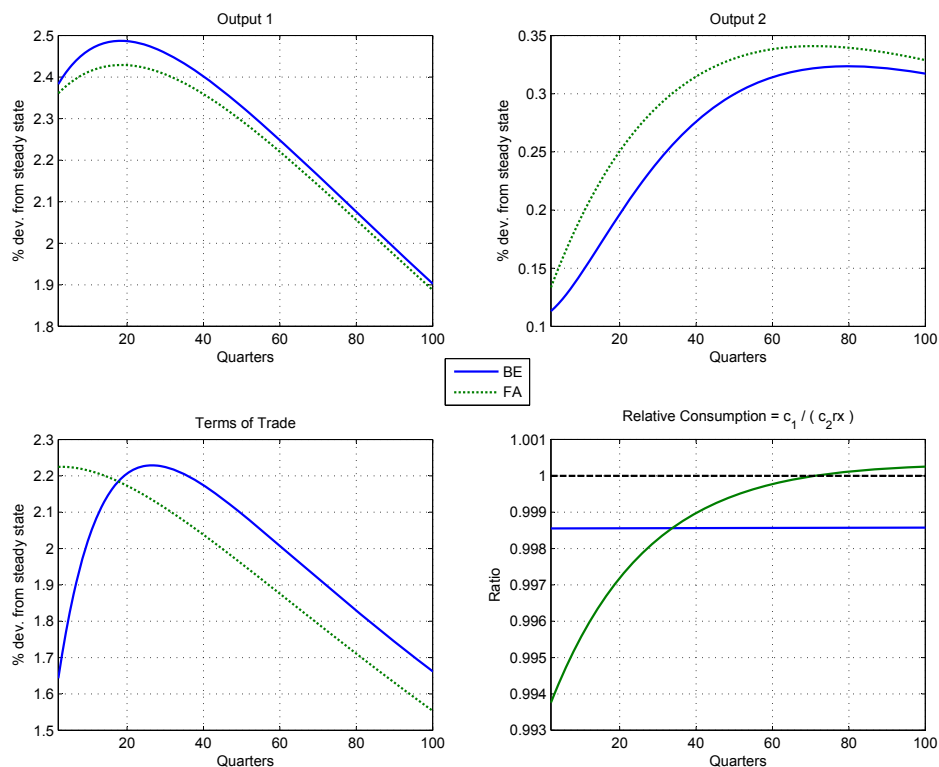 Output 1
2.5
2.4
2.3
2.2
2.1
2
1.9
1.8
% dev. from steady state
20 40 60 80 100
Quarters
Output 2
0.35
0.3
0.25
0.2
0.15
0.1
% dev. from steady state
20 40 60 80 100
Quarters
BE
FA
Terms of Trade
2.3
2.2
2.1
2
1.9
1.8
1.7
1.6
1.5
% dev. from steady state
20 40 60 80 100
Quarters
Relative Consumption = c₁ / ( c₂rx )
1.001
1
0.999
0.998
0.997
0.996
0.995
0.994
0.993
Ratio
20 40 60 80 100
Quarters